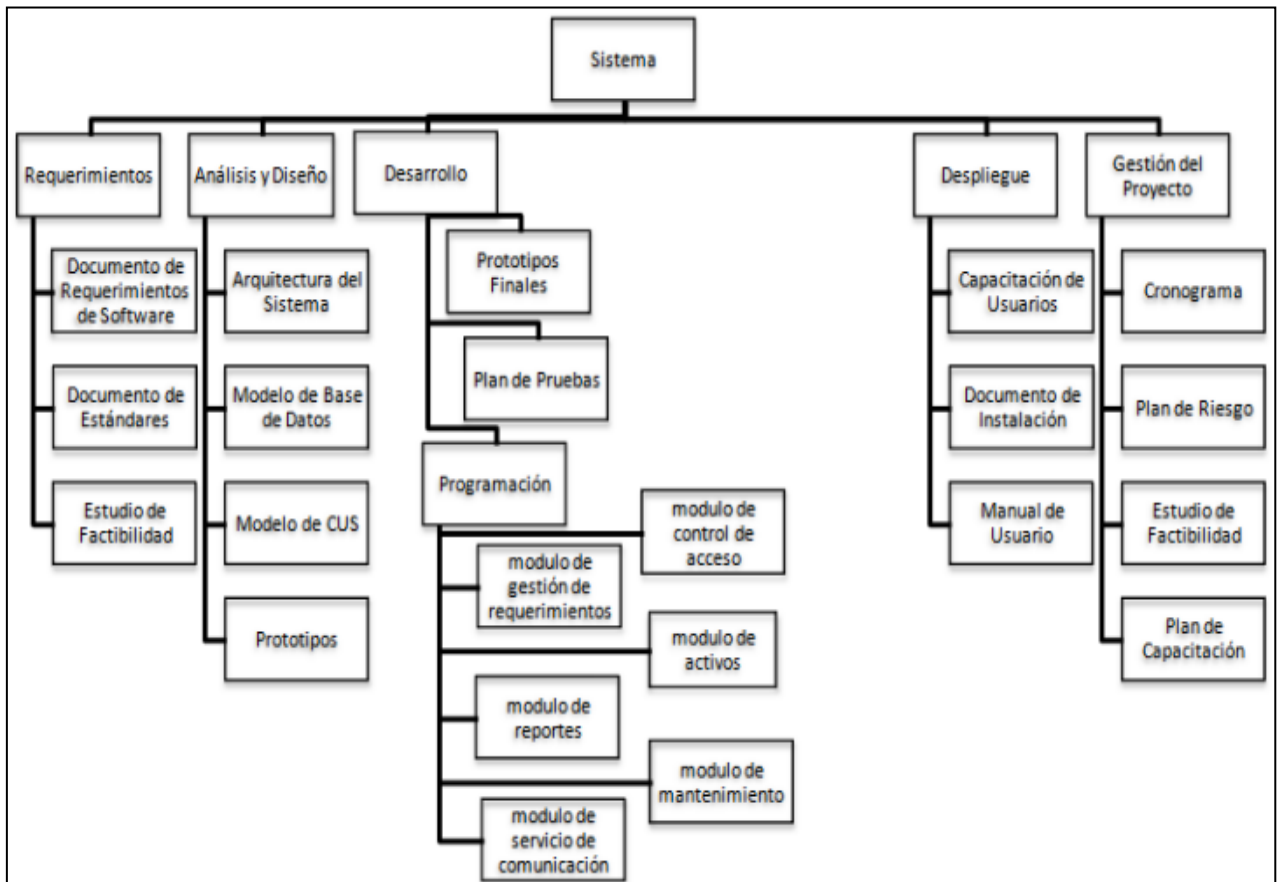 Sistema
Requerimientos
Análisis y Diseño
Desarrollo
Despliegue
Gestión del
Proyecto
Documento de
Requerimientos
de Software
Documento de
Estándares
Estudio de
Factibilidad
Arquitectura del
Sistema
Modelo de Base
de Datos
Modelo de CUS
Prototipos
Prototipos
Finales
Plan de Pruebas
Programación
modulo de
control de
acceso
modulo de
gestión de
requerimientos
modulo de
activos
modulo de
reportes
modulo de
mantenimiento
modulo de
servicio de
comunicación
Capacitación de
Usuarios
Documento de
Instalación
Manual de
Usuario
Cronograma
Plan de Riesgo
Estudio de
Factibilidad
Plan de
Capacitación